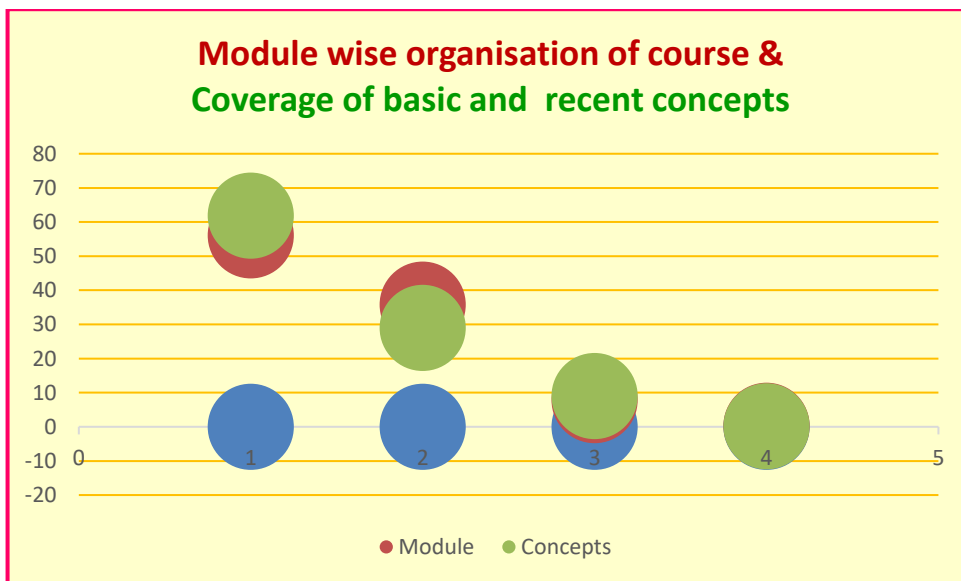 Module wise organisation of course &
Coverage of basic and recent concepts
80
70
60
50
40
30
20
10
0
-10
-20
0 1 2 3 4 5
Module Concepts